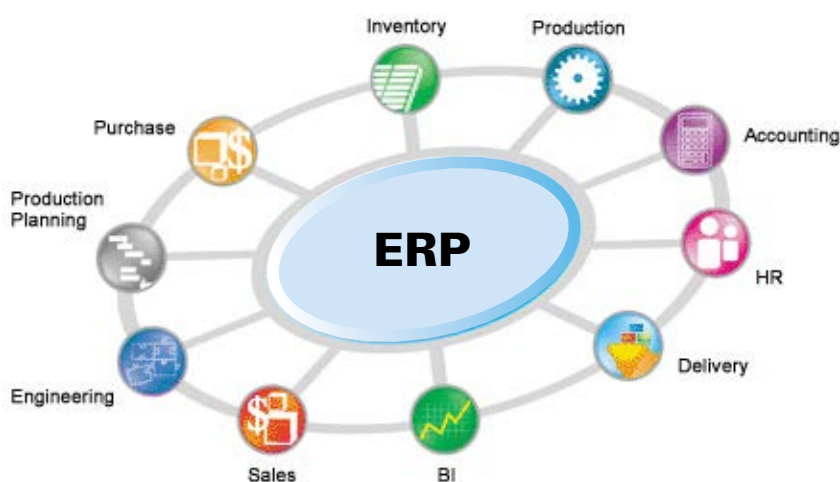 Inventory
Production
Purchase
Accounting
Production
Planning
ERP
HR
Delivery
Engineering
Sales
BI
$
$